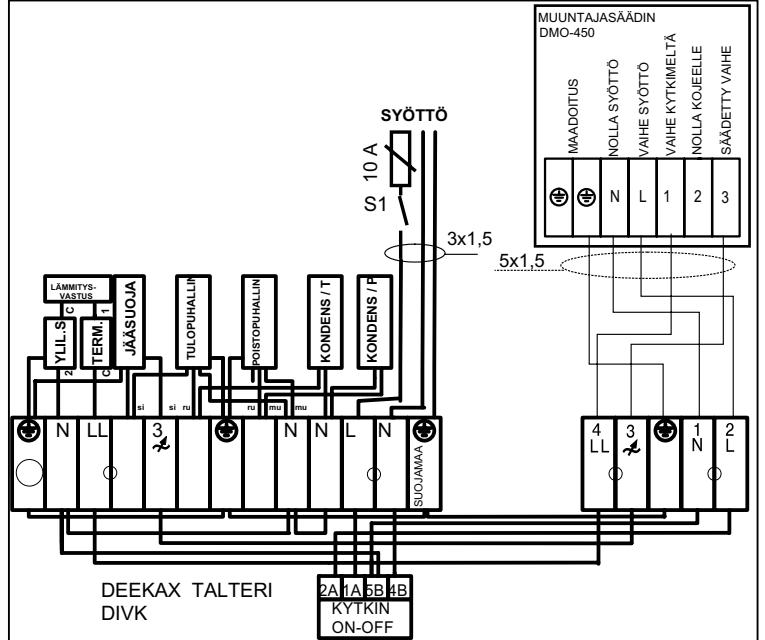 MUUNTAJASÄÄDIN
DMO-450
MAADOITUS
NOLLA SYÖTTÖ
VAIHE SYÖTTÖ
VAIHE KYTKIMELTÄ
NOLLA KOJEELLE
SÄÄDETTY VAIHE
N
L
1
2
3
5x1,5
SYÖTTÖ
10 A
S1
3x1,5
LÄMMITYS-
VASTUS
C
1
YLIL.S
TERM.
2
C
JÄÄSUOJA
TULOPUHALLIN
POISTOPUHALLIN
KONDENS / T
KONDENS / P
si
si
ru
ru
mu
mu
N
LL
3
N
N
L
N
SUOJAMAA
4
LL
3
1
N
2
L
DEEKAX TALTERI
DIVK
2A
1A
5B
4B
KYTKIN
ON-OFF